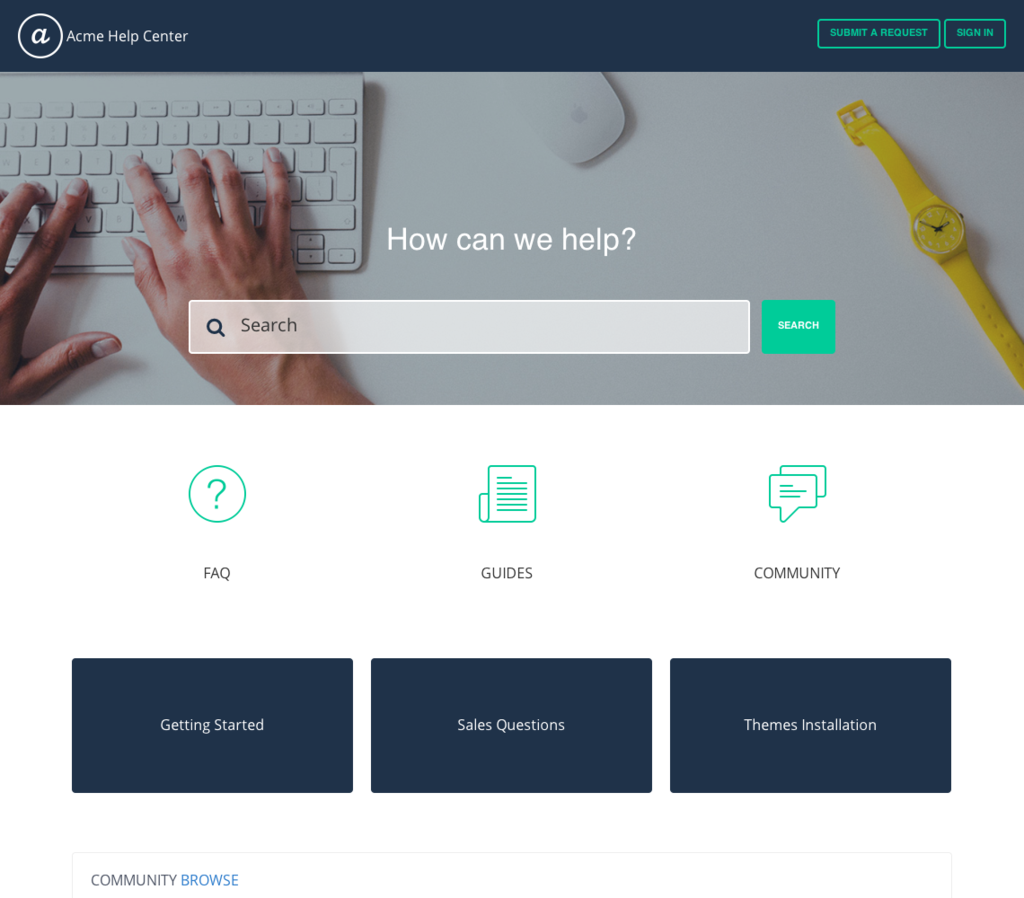 a Acme Help Center
SUBMIT A REQUEST
SIGN IN
How can we help?
Search
SEARCH
?
FAQ
GUIDES
COMMUNITY
Getting Started
Sales Questions
Themes Installation
COMMUNITY BROWSE